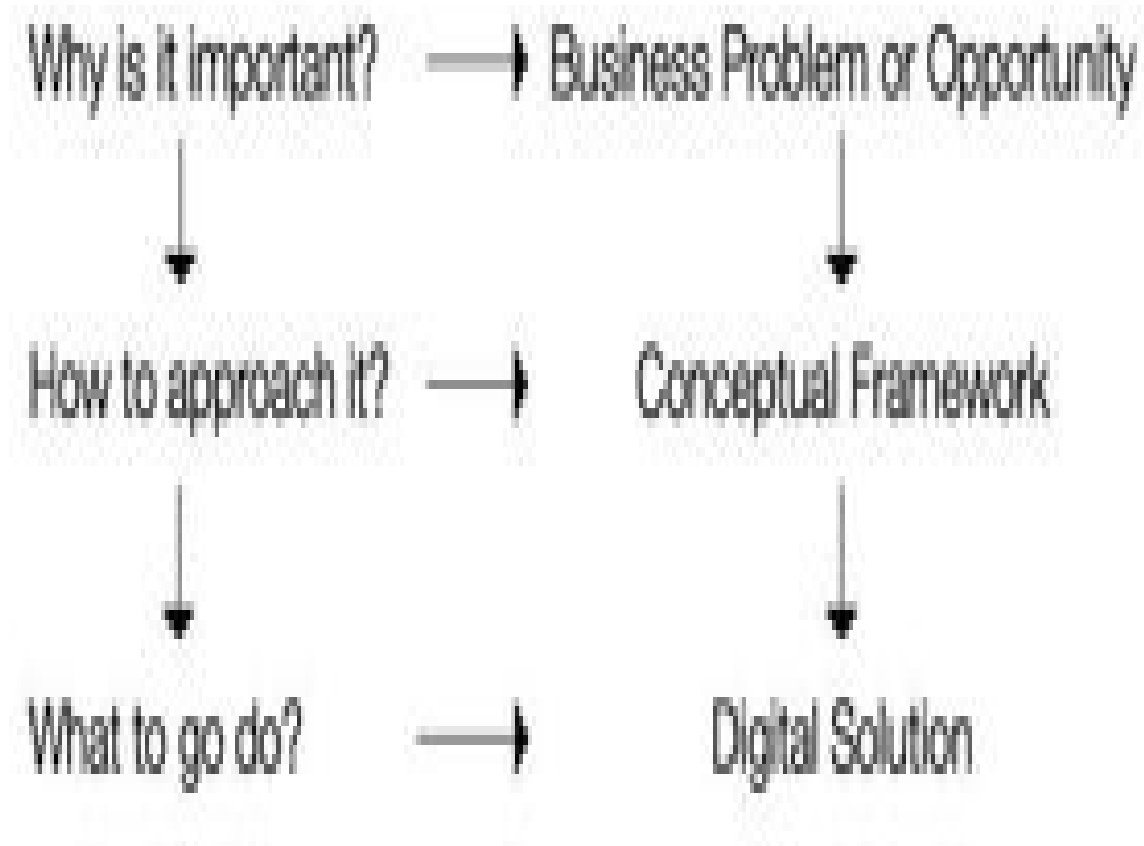 Why is it important? Business Problem or Opportunity
How to approach it? Conceptual Framework
What to go do? Digital Solution